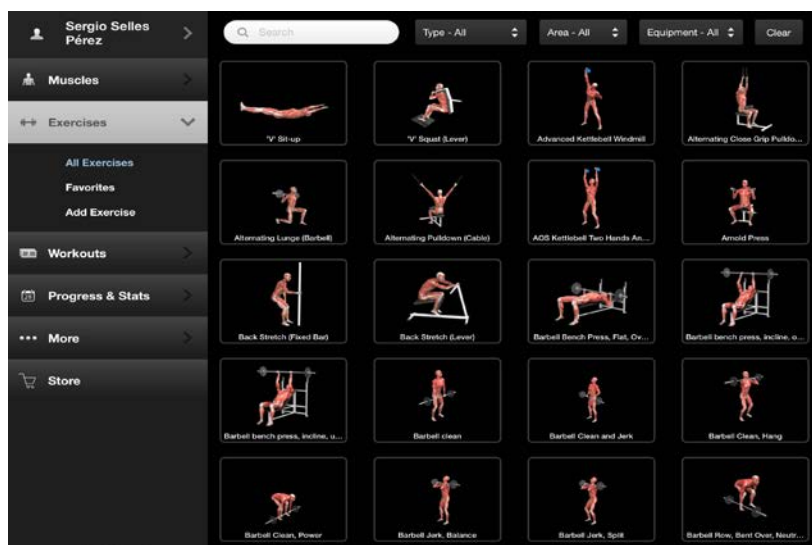 Sergio Selles
Pérez
Search
Type - All
Area - All
Equipment - All
Clear
Muscles
Exercises
All Exercises
Favorites
Add Exercise
Workouts
Progress & Stats
More
Store
'V' Sit-up
'V' Squat (Lever)
Advanced Kettlebell Windmill
Alternating Close Grip Pulldo...
Alternating Lunge (Barbell)
Alternating Pulldown (Cable)
AOS Kettlebell Two Hands An...
Arnold Press
Back Stretch (Fixed Bar)
Back Stretch (Lever)
Barbell Bench Press, Flat, Ov...
Barbell bench press, incline, o...
Barbell bench press, incline, u...
Barbell clean
Barbell Clean and Jerk
Barbell Clean, Hang
Barbell Clean, Power
Barbell Jerk, Balance
Barbell Jerk, Split
Barbell Row, Bent Over, Neutr...